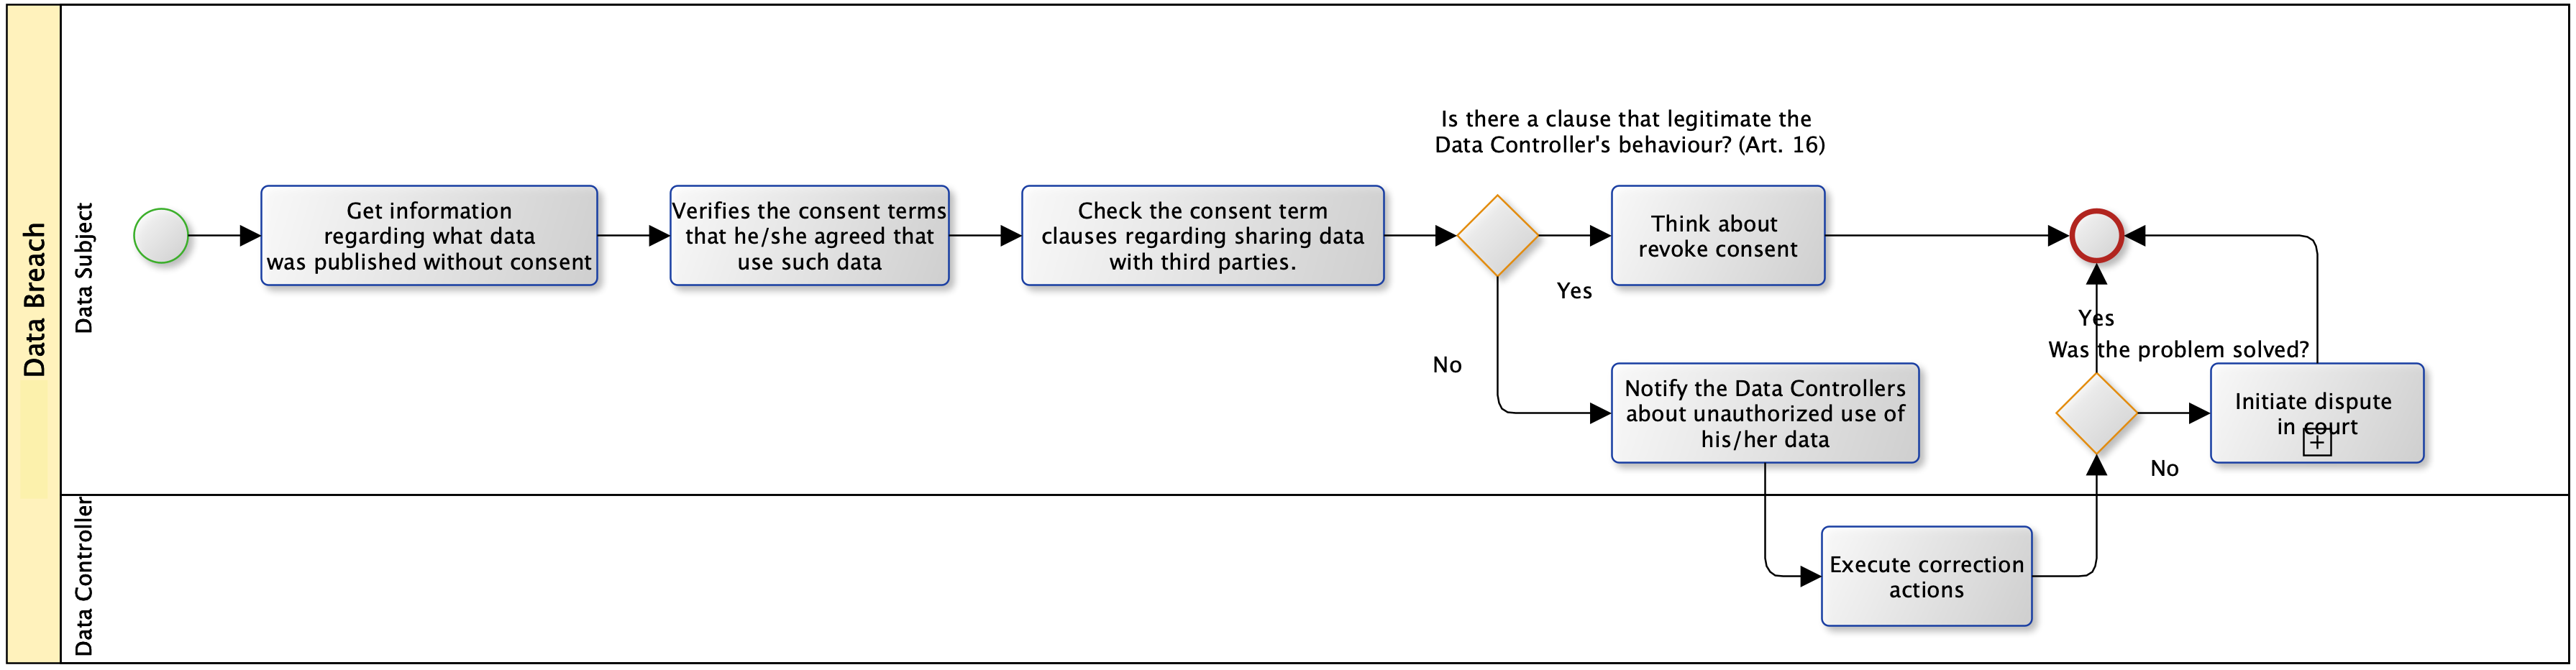 Data Breach
Data Subject
Get information
regarding what data
was published without consent
Verifies the consent terms
that he/she agreed that
use such data
Check the consent term
clauses regarding sharing data
with third parties.
Is there a clause that legitimate the
Data Controller's behaviour? (Art. 16)
Yes
No
Think about
revoke consent
Notify the Data Controllers
about unauthorized use of
his/her data
Yes
Was the problem solved?
No
Initiate dispute
in court
Data Controller
Execute correction
actions